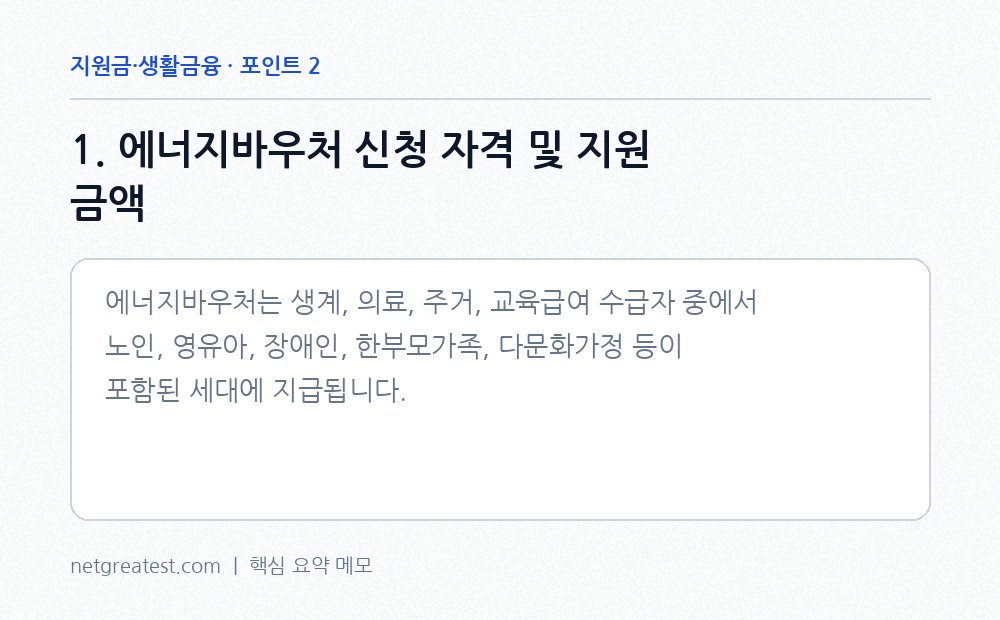 지원금·생활금융 · 포인트 2
1. 에너지바우처 신청 자격 및 지원
금액
에너지바우처는 생계, 의료, 주거, 교육급여 수급자 중에서
노인, 영유아, 장애인, 한부모가족, 다문화가정 등이
포함된 세대에 지급됩니다.
netgreatest.com | 핵심 요약 메모